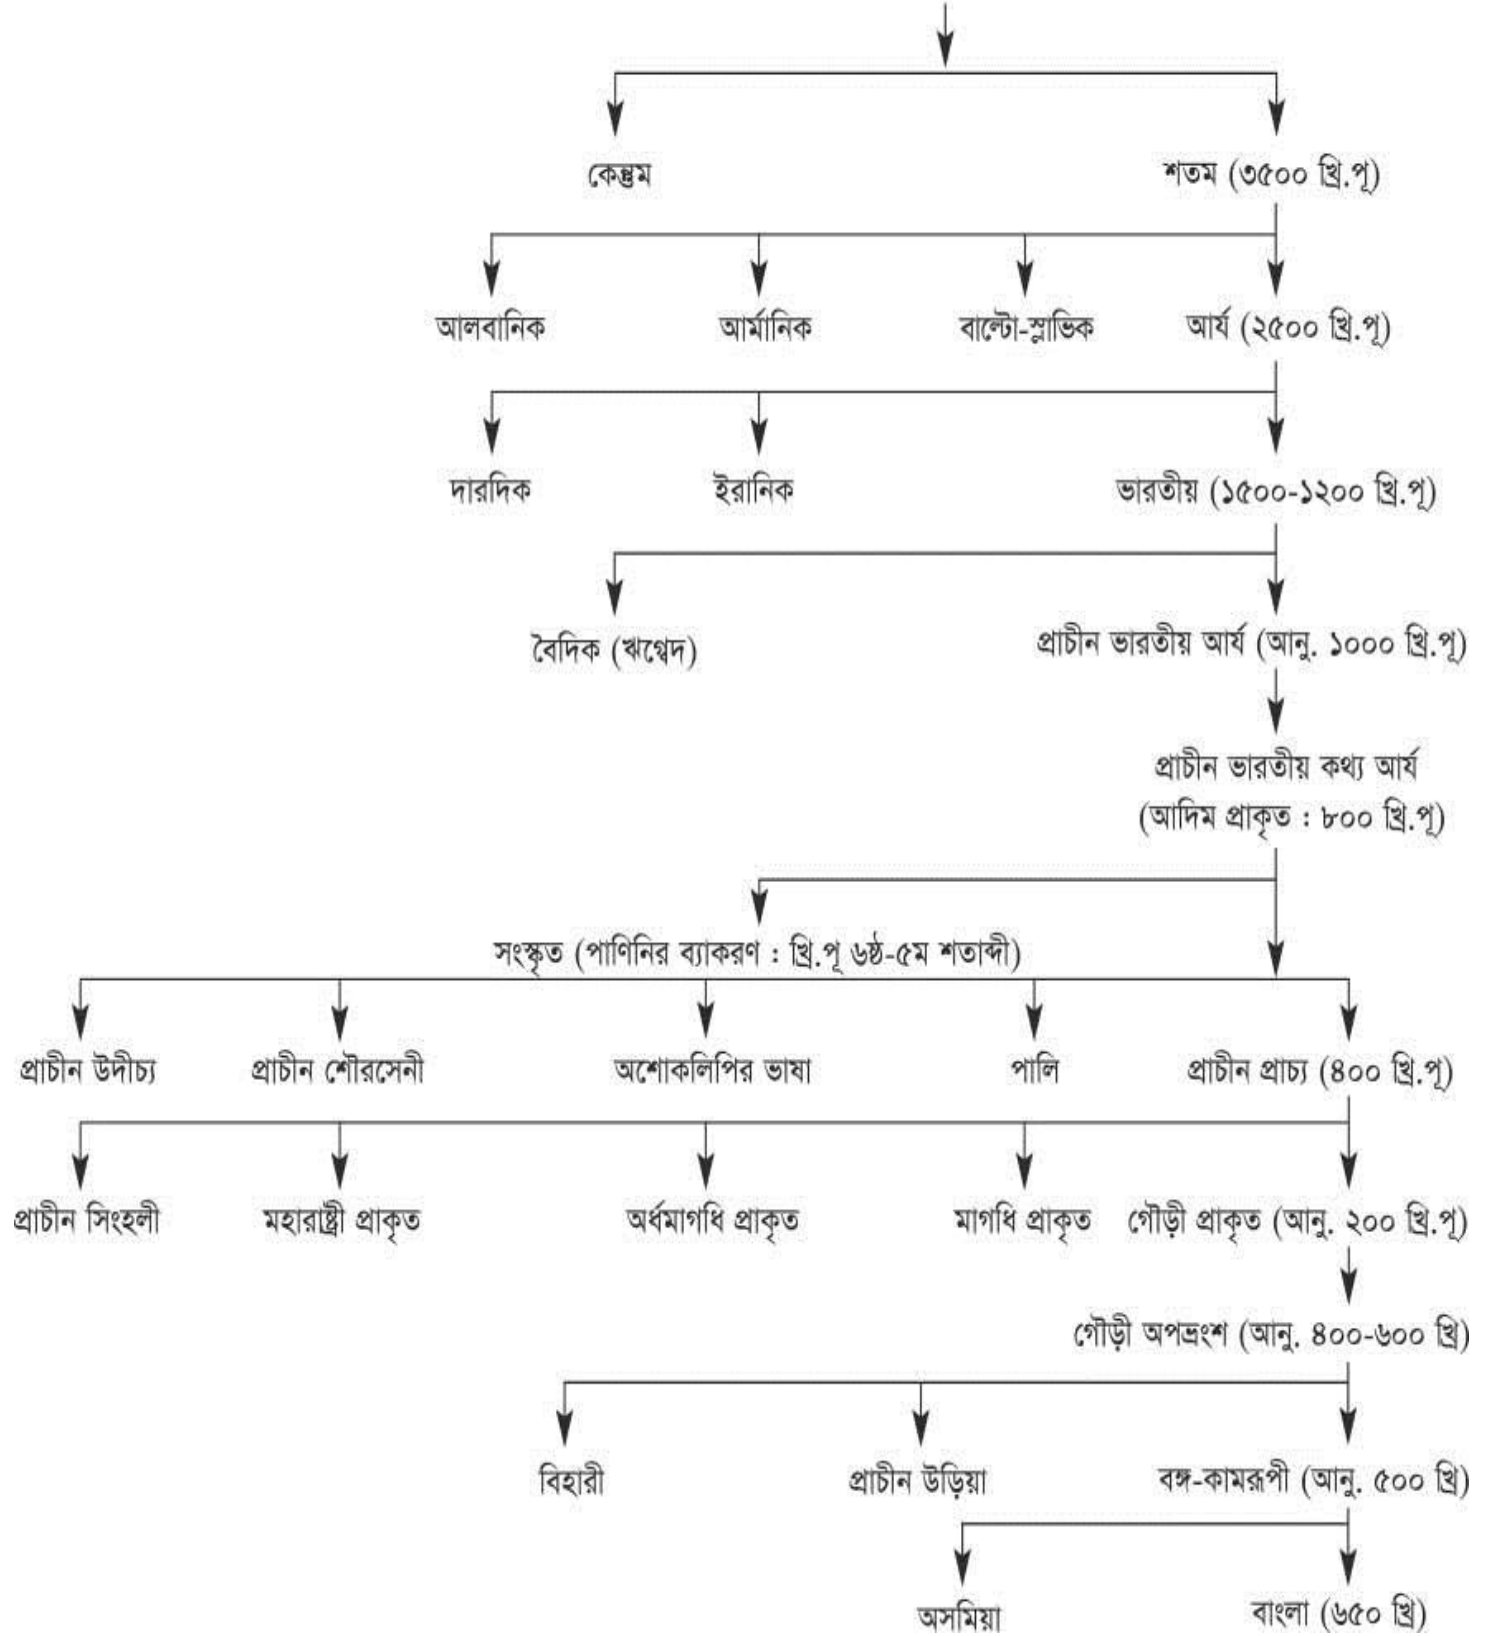 কেন্তুম শতম (৩৫০০ খ্রি.পূ)
আলবানিক আর্মানিক বাল্টো-স্লাভিক আর্য (২৫০০ খ্রি.পূ)
দারদিক ইরানিক ভারতীয় (১৫০০-১২০০ খ্রি.পূ)
বৈদিক (ঋগ্বেদ) প্রাচীন ভারতীয় আর্য (আনু. ১০০০ খ্রি.পূ)
প্রাচীন ভারতীয় কথ্য আর্য
(আদিম প্রাকৃত : ৮০০ খ্রি.পূ)
সংস্কৃত (পাণিনির ব্যাকরণ : খ্রি.পূ ৬ষ্ঠ-৫ম শতাব্দী)
প্রাচীন উদীচ্য প্রাচীন শৌরসেনী অশোকলিপির ভাষা পালি প্রাচীন প্রাচ্য (৪০০ খ্রি.পূ)
প্রাচীন সিংহলী মহারাষ্ট্রী প্রাকৃত অর্ধমাগধি প্রাকৃত মাগধি প্রাকৃত গৌড়ী প্রাকৃত (আনু. ২০০ খ্রি.পূ)
গৌড়ী অপভ্রংশ (আনু. ৪০০-৬০০ খ্রি)
বিহারী প্রাচীন উড়িয়া বঙ্গ-কামরূপী (আনু. ৫০০ খ্রি)
অসমিয়া বাংলা (৬৫০ খ্রি)